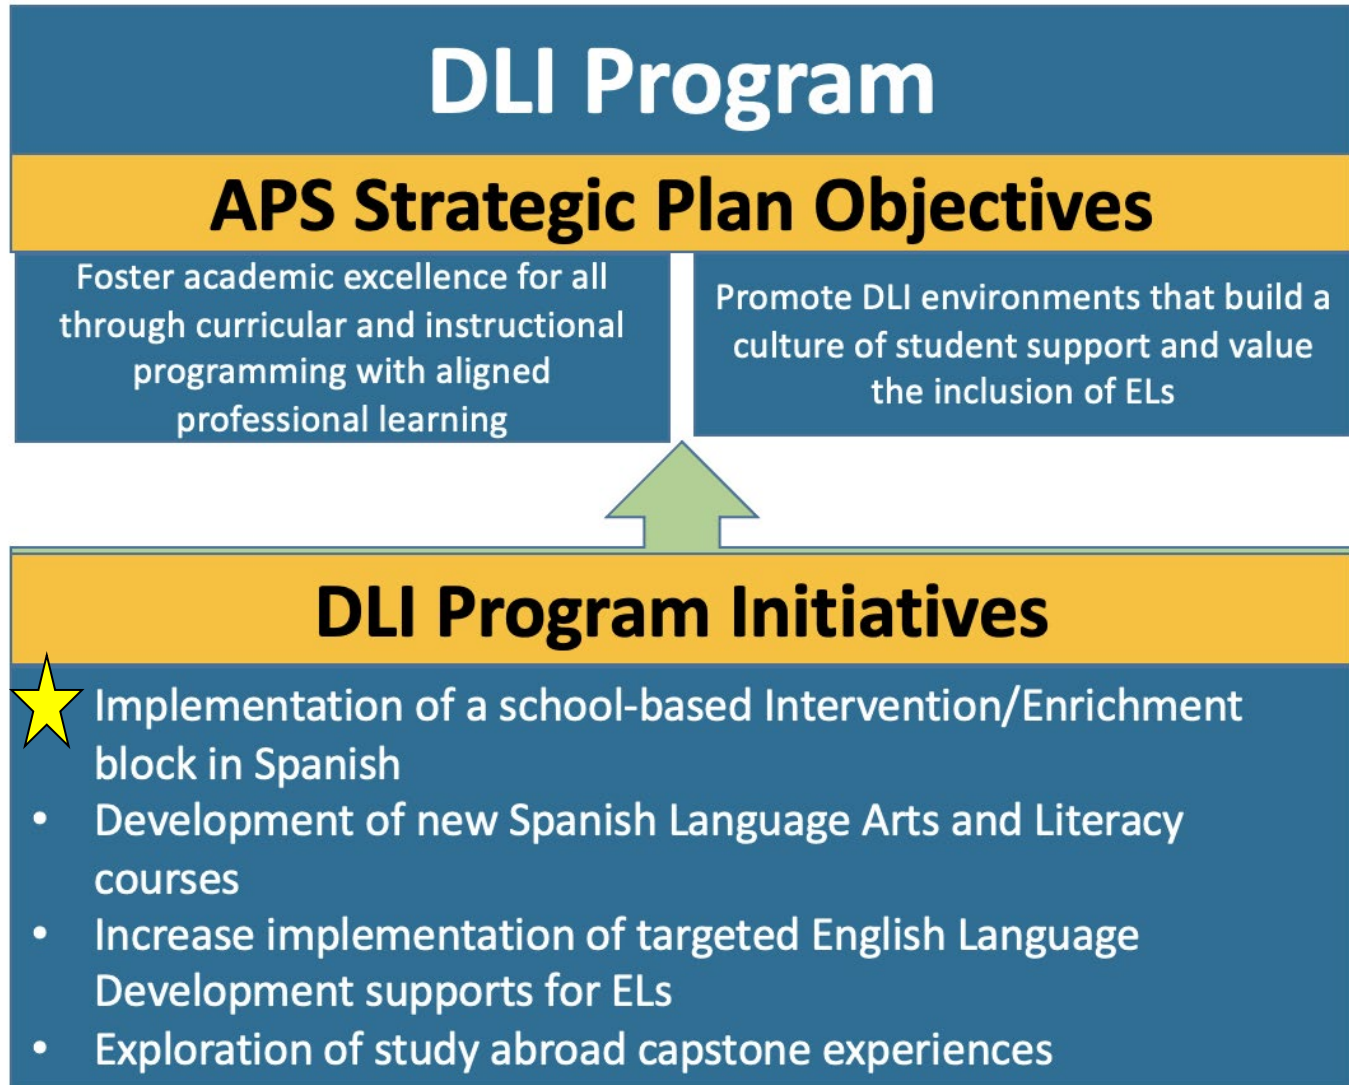 DLI Program
APS Strategic Plan Objectives
Foster academic excellence for all
through curricular and instructional
programming with aligned
professional learning
Promote DLI environments that build a
culture of student support and value
the inclusion of ELs
DLI Program Initiatives
Implementation of a school-based Intervention/Enrichment
block in Spanish
• Development of new Spanish Language Arts and Literacy
courses
• Increase implementation of targeted English Language
Development supports for ELs
• Exploration of study abroad capstone experiences